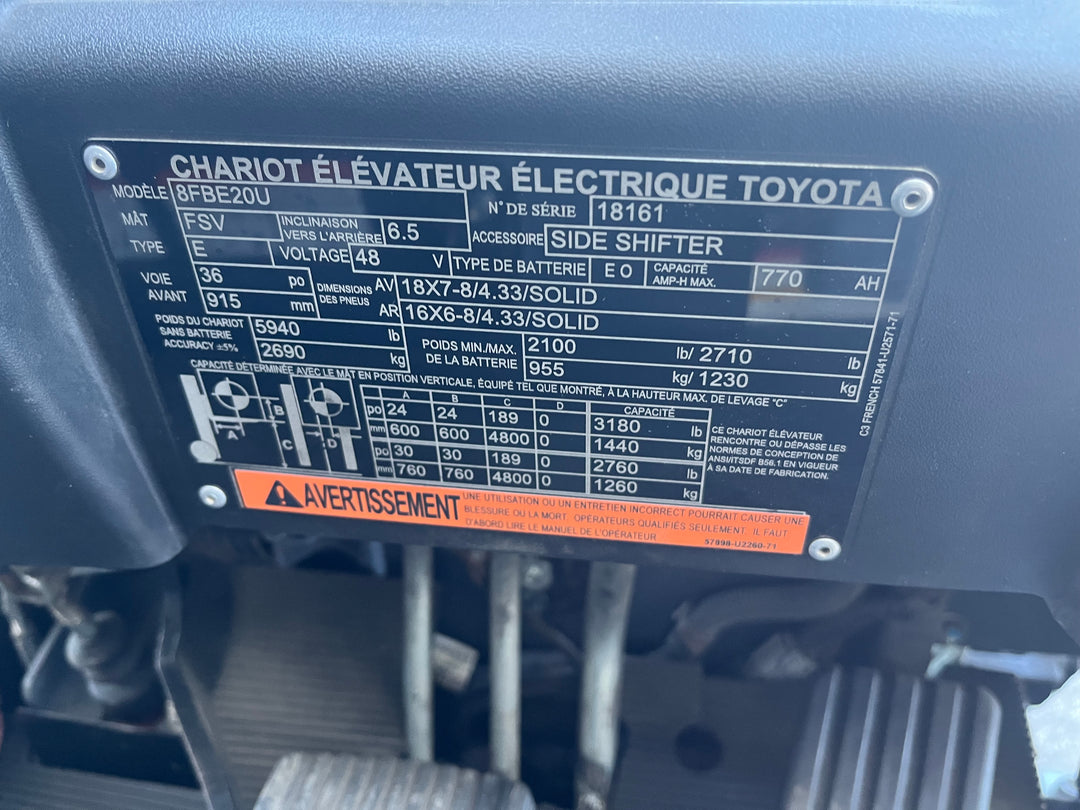 CHARIOT ÉLÉVATEUR ÉLECTRIQUE TOYOTA
MODÈLE 8FBE20U N° DE SÉRIE 18161
MÂT FSV INCLINAISON VERS L'ARRIÈRE 6.5 ACCESSOIRE SIDE SHIFTER
TYPE E VOLTAGE 48 V TYPE DE BATTERIE E O CAPACITÉ AMP-H MAX. 770 AH
VOIE AVANT 36 po DIMENSIONS DES PNEUS AV 18X7-8/4.33/SOLID
915 mm AR 16X6-8/4.33/SOLID
POIDS DU CHARIOT SANS BATTERIE ACCURACY ±5% 5940 lb POIDS MIN./MAX. DE LA BATTERIE 2100 lb/ 2710 lb
2690 kg 955 kg/ 1230 kg
CAPACITÉ DÉTERMINÉE AVEC LE MÂT EN POSITION VERTICALE, ÉQUIPÉ TEL QUE MONTRÉ, À LA HAUTEUR MAX. DE LEVAGE "C"
A B C D
A B C D CAPACITÉ
po 24 24 189 0 3180 lb
mm 600 600 4800 0 1440 kg
po 30 30 189 0 2760 lb
mm 760 760 4800 0 1260 kg
CE CHARIOT ÉLÉVATEUR
RENCONTRE OU DÉPASSE LES
NORMES DE CONCEPTION DE
ANSI/ITSDF B56.1 EN VIGUEUR
À SA DATE DE FABRICATION.
C3 FRENCH 57841-U2571-71
AVERTISSEMENT
UNE UTILISATION OU UN ENTRETIEN INCORRECT POURRAIT CAUSER UNE
BLESSURE OU LA MORT. OPÉRATEURS QUALIFIÉS SEULEMENT. IL FAUT
D'ABORD LIRE LE MANUEL DE L'OPÉRATEUR
57998-U2260-71